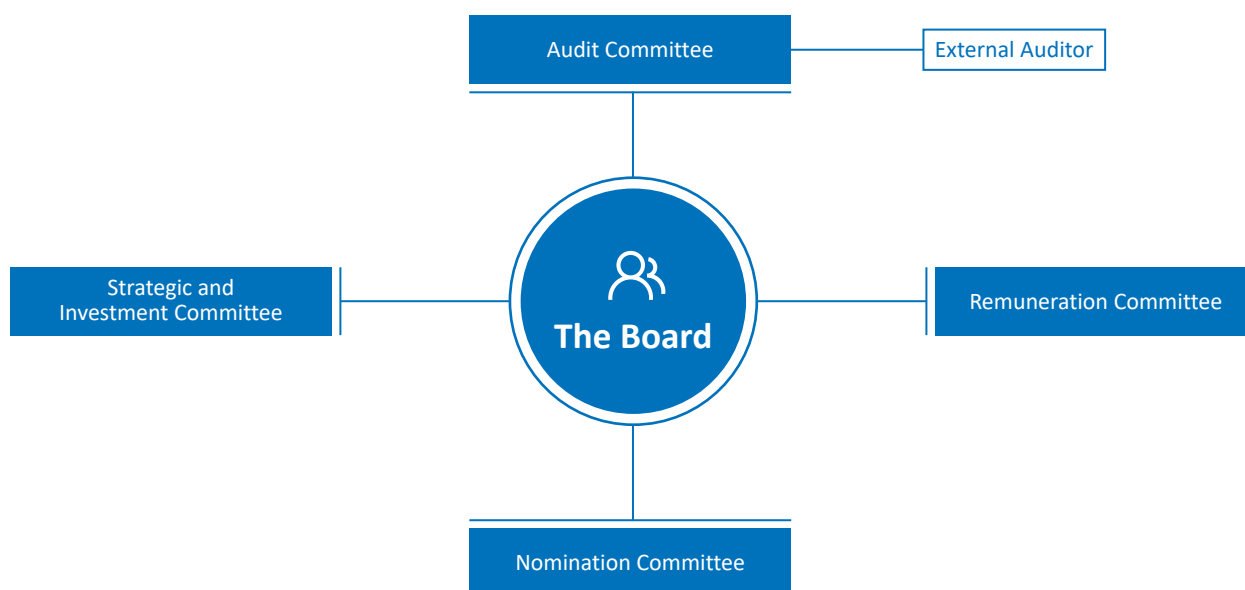 Audit Committee
External Auditor
Strategic and
Investment Committee
The Board
Remuneration Committee
Nomination Committee